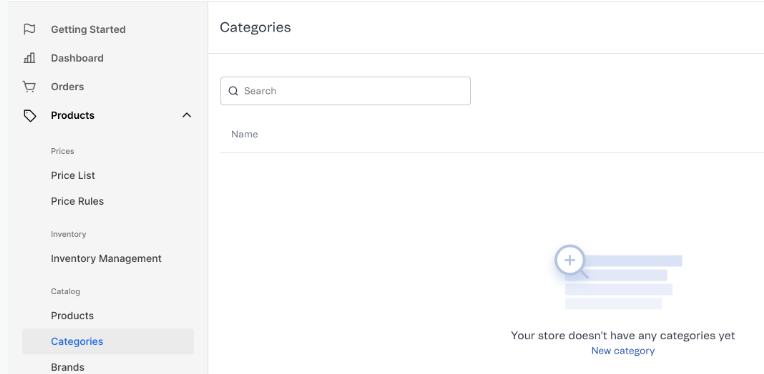 Getting Started
Dashboard
Orders
Products
Prices
Price List
Price Rules
Inventory
Inventory Management
Catalog
Products
Categories
Brands
Categories
Search
Name
Your store doesn't have any categories yet
New category